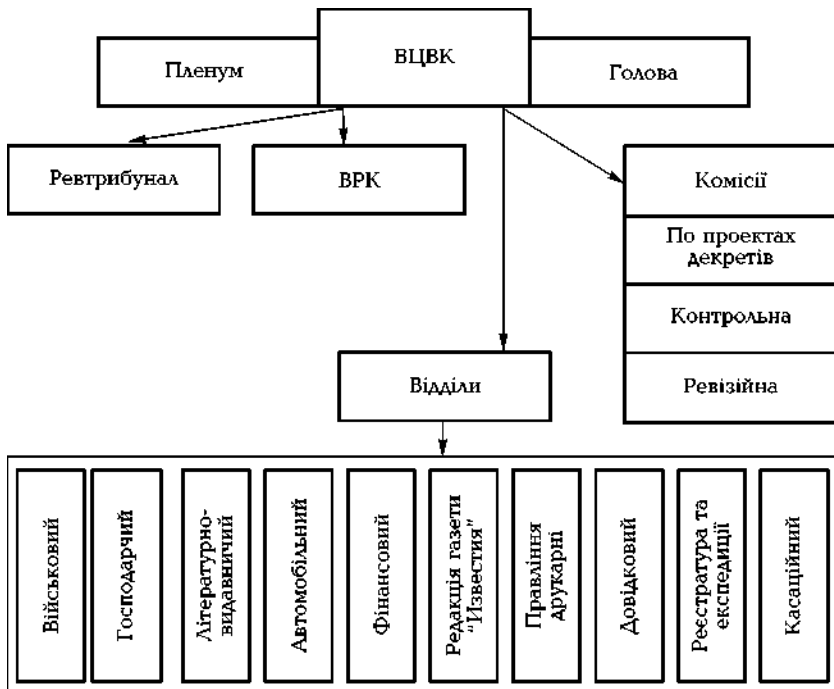 Пленум
ВЦВК
Голова
Ревтрибунал
ВРК
Комісії
По проектах
декретів
Контрольна
Ревізійна
Відділи
Військовий
Господарчий
Літературно-
видавничий
Автомобільний
Фінансовий
Редакція газети
“Известия”
Правління
друкарні
Довідковий
Реєстратура та
експедиції
Касаційний